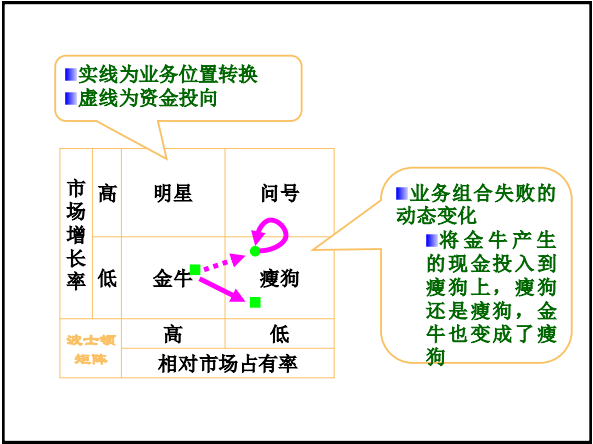 实线为业务位置转换
虚线为资金投向
市场增长率
高
明星
问号
低
金牛
瘦狗
波士顿
矩阵
高
低
相对市场占有率
业务组合失败的
动态变化
将金牛产生
的现金投入到
瘦狗上，瘦狗
还是瘦狗，金
牛也变成了瘦
狗